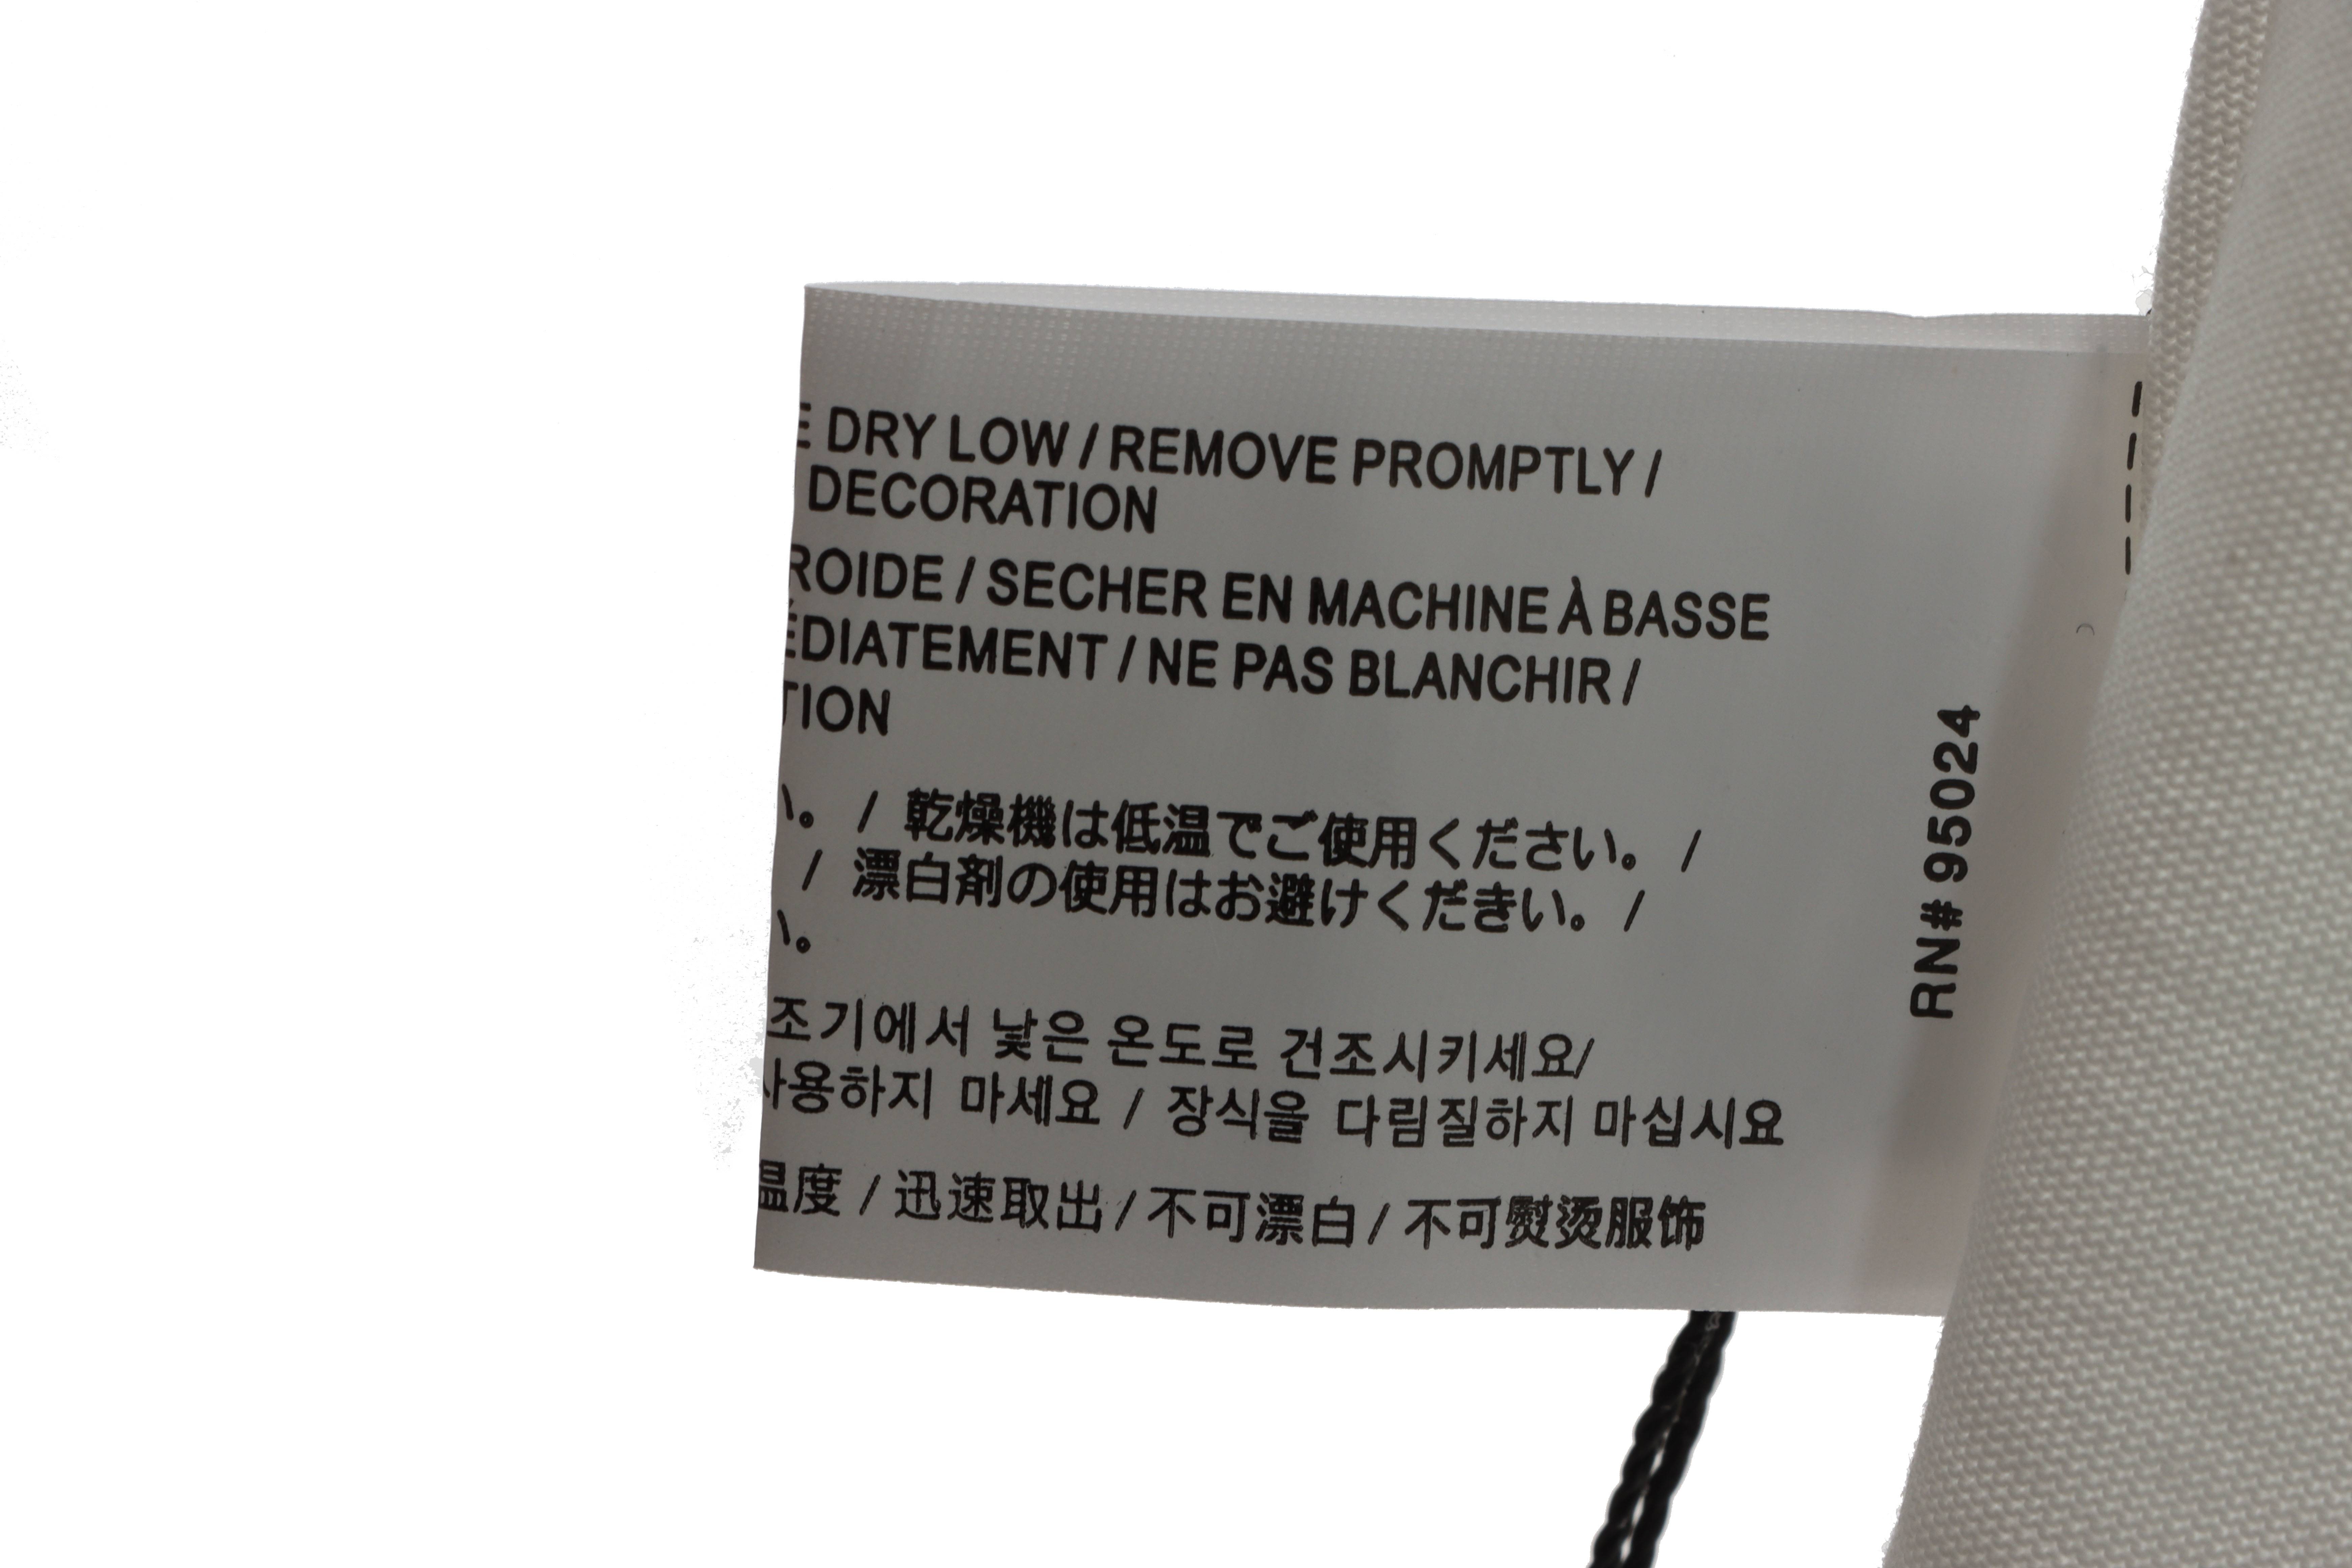 DRY LOW / REMOVE PROMPTLY /
DECORATION
ROIDE / SECHER EN MACHINE À BASSE
ÉDIATEMENT / NE PAS BLANCHIR /
TION
い。 / 乾燥機は低温でご使用ください。 /
/ 漂白剤の使用はお避けくだきい。 /
い。
조기에서 낮은 온도로 건조시키세요/
사용하지 마세요 / 장식을 다림질하지 마십시요
温度 / 迅速取出 / 不可漂白 / 不可熨烫服饰
RN# 95024